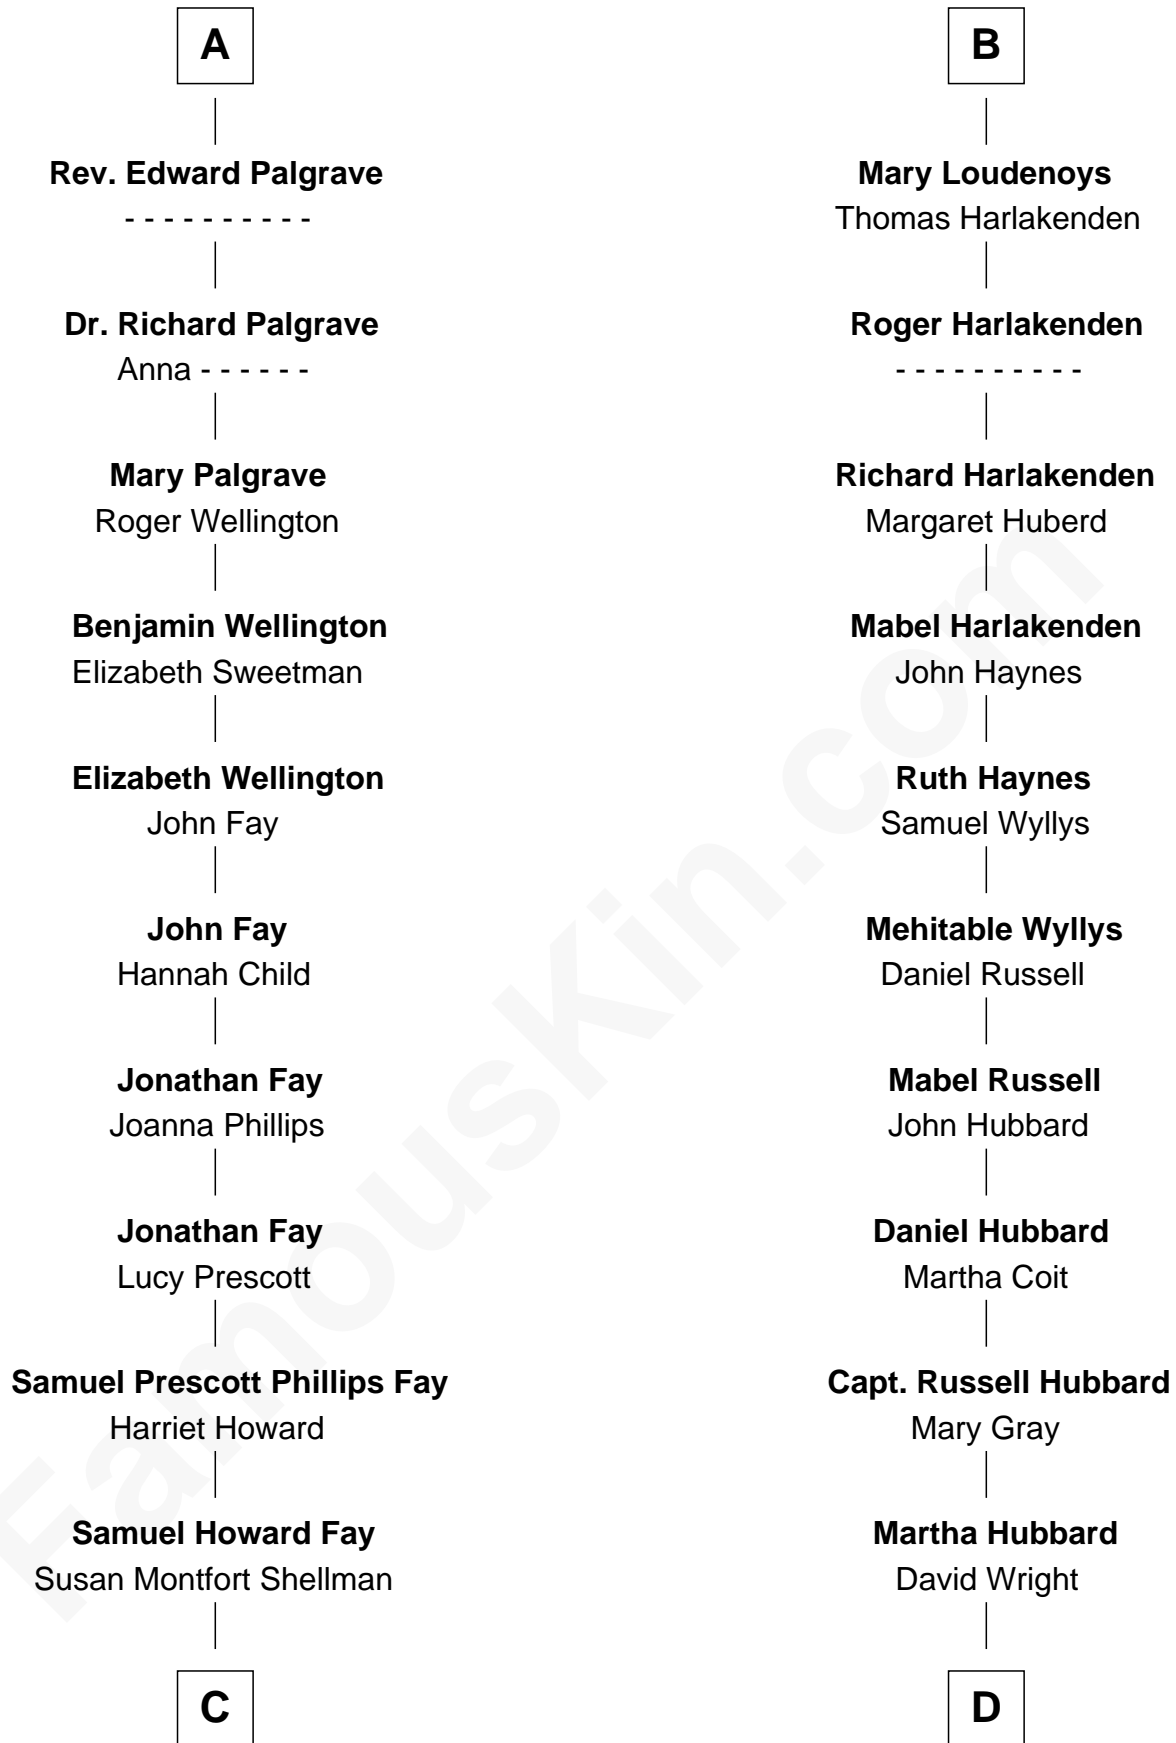 A
Rev. Edward Palgrave
- - - - - - - - - -
Dr. Richard Palgrave
Anna - - - - - -
Mary Palgrave
Roger Wellington
Benjamin Wellington
Elizabeth Sweetman
Elizabeth Wellington
John Fay
John Fay
Hannah Child
Jonathan Fay
Joanna Phillips
Jonathan Fay
Lucy Prescott
Samuel Prescott Phillips Fay
Harriet Howard
Samuel Howard Fay
Susan Montfort Shellman
C
B
Mary Loudenoys
Thomas Harlakenden
Roger Harlakenden
- - - - - - - - - -
Richard Harlakenden
Margaret Huberd
Mabel Harlakenden
John Haynes
Ruth Haynes
Samuel Wyllys
Mehitable Wyllys
Daniel Russell
Mabel Russell
John Hubbard
Daniel Hubbard
Martha Coit
Capt. Russell Hubbard
Mary Gray
Martha Hubbard
David Wright
D
FamousKin.com